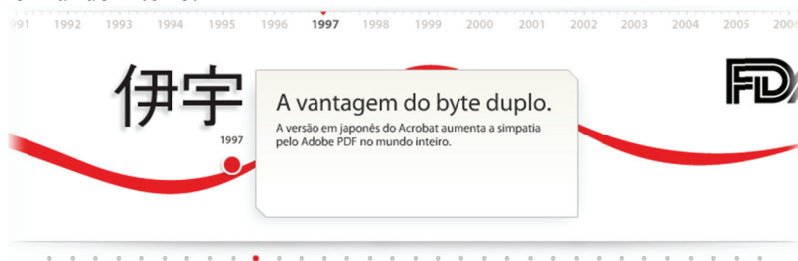 1992 1993 1994 1995 1996 1997 1998 1999 2000 2001 2002 2003 2004 2005
伊宇
FDA
1997
A vantagem do byte duplo.
A versão em japonês do Acrobat aumenta a simpatia
pelo Adobe PDF no mundo inteiro.